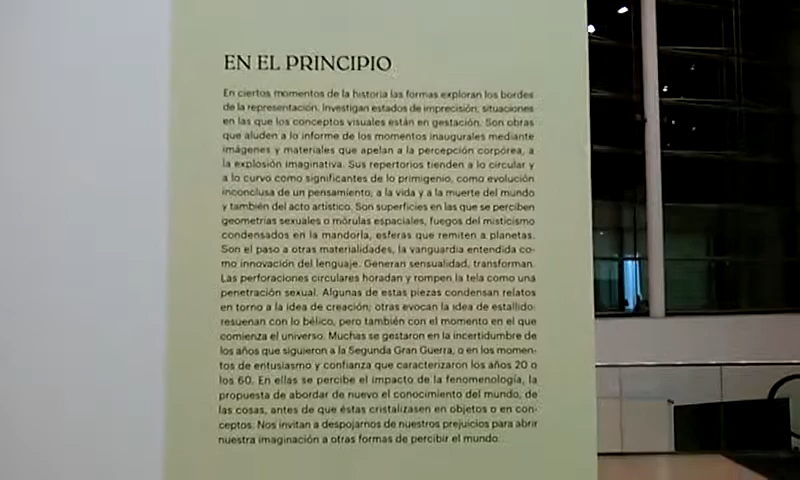 EN EL PRINCIPIO
En ciertos momentos de la historia las formas exploran los bordes
de la representación. Investigan estados de imprecisión, situaciones
en las que los conceptos visuales están en gestación. Son obras
que aluden a lo informe de los momentos inaugurales mediante
imágenes y materiales que apelan a la percepción corpórea, a
la explosión imaginativa. Sus repertorios tienden a lo circular y
a lo curvo como significantes de lo primigenio, como evolución
inconclusa de un pensamiento, a la vida y a la muerte del mundo
y también del acto artístico. Son superficies en las que se perciben
geometrías sexuales o mórulas espaciales, fuegos del misticismo
condensados en la mandorla, esferas que remiten a planetas.
Son el paso a otras materialidades, la vanguardia entendida co-
mo innovación del lenguaje. Generan sensualidad, transforman.
Las perforaciones circulares horadan y rompen la tela como una
penetración sexual. Algunas de estas piezas condensan relatos
en torno a la idea de creación; otras evocan la idea de estallido:
resuenan con lo bélico, pero también con el momento en el que
comienza el universo. Muchas se gestaron en la incertidumbre de
los años que siguieron a la Segunda Gran Guerra, o en los momen-
tos de entusiasmo y confianza que caracterizaron los años 20 o
los 60. En ellas se percibe el impacto de la fenomenología, la
propuesta de abordar de nuevo el conocimiento del mundo, de
las cosas, antes de que éstas cristalizasen en objetos o en con-
ceptos. Nos invitan a despojarnos de nuestros prejuicios para abrir
nuestra imaginación a otras formas de percibir el mundo.